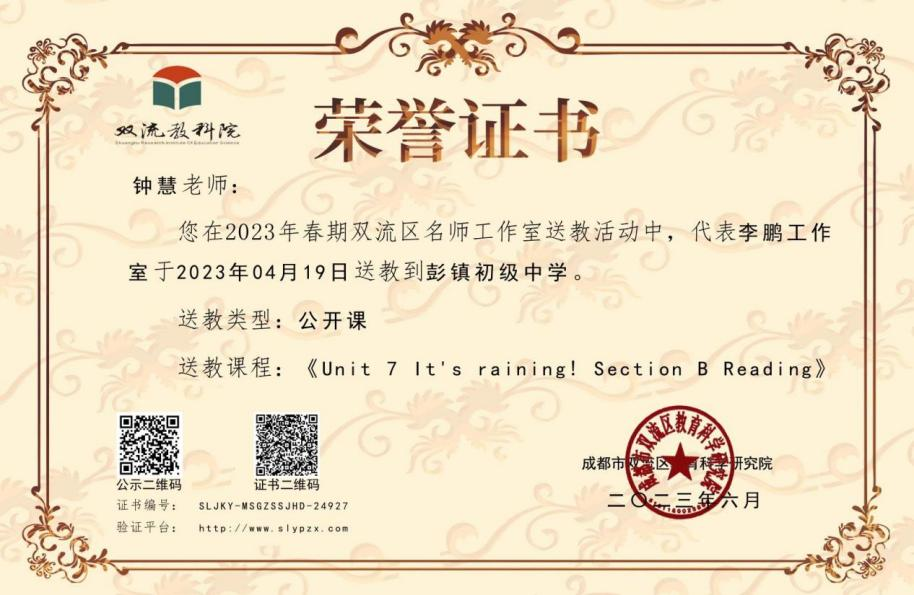 双流教科院
Shuangliu Research Institute Of Education Science
荣誉证书
钟慧老师：
您在2023年春期双流区名师工作室送教活动中，代表李鹏工作
室于2023年04月19日送教到彭镇初级中学。
送教类型：公开课
送教课程：《Unit 7 It's raining! Section B Reading》
公示二维码
证书二维码
成都市双流区教育科学研究院
二〇二三年六月
证书编号： SLJKY-MSGZSSJHD-24927
验证平台： http://www.slypzx.com
成都市双流区教育科学研究院